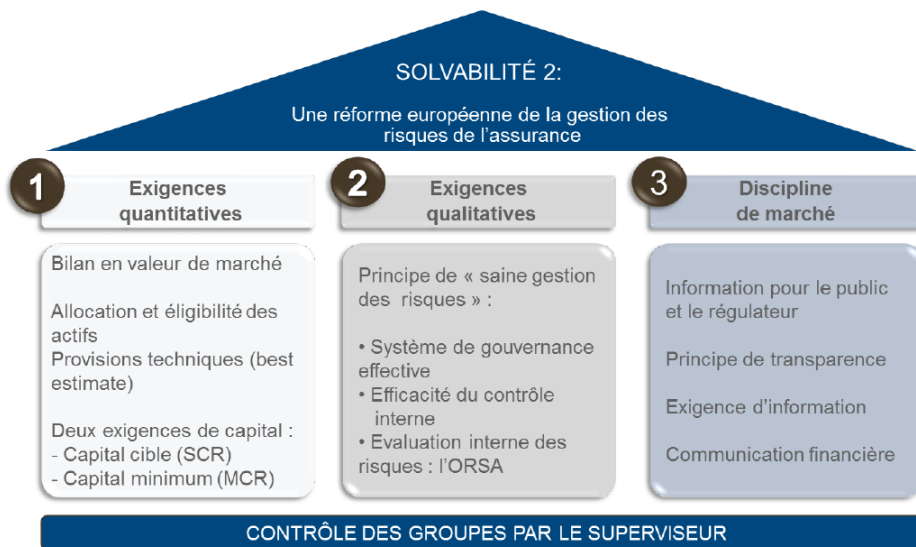 SOLVABILITÉ 2:
Une réforme européenne de la gestion des
risques de l'assurance
1
Exigences
quantitatives
Bilan en valeur de marché
Allocation et éligibilité des
actifs
Provisions techniques (best
estimate)
Deux exigences de capital :
- Capital cible (SCR)
- Capital minimum (MCR)
2
Exigences
qualitatives
Principe de « saine gestion
des risques » :
• Système de gouvernance
effective
• Efficacité du contrôle
interne
• Evaluation interne des
risques : l'ORSA
3
Discipline
de marché
Information pour le public
et le régulateur
Principe de transparence
Exigence d'information
Communication financière
CONTRÔLE DES GROUPES PAR LE SUPERVISEUR